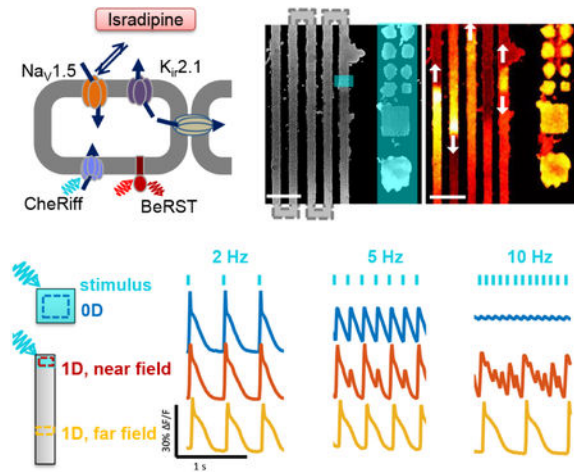 Isradipine
NaV1.5
Kir2.1
CheRiff
BeRST
2 Hz
5 Hz
10 Hz
stimulus
0D
1D, near field
1D, far field
30% ΔF/F
1 s